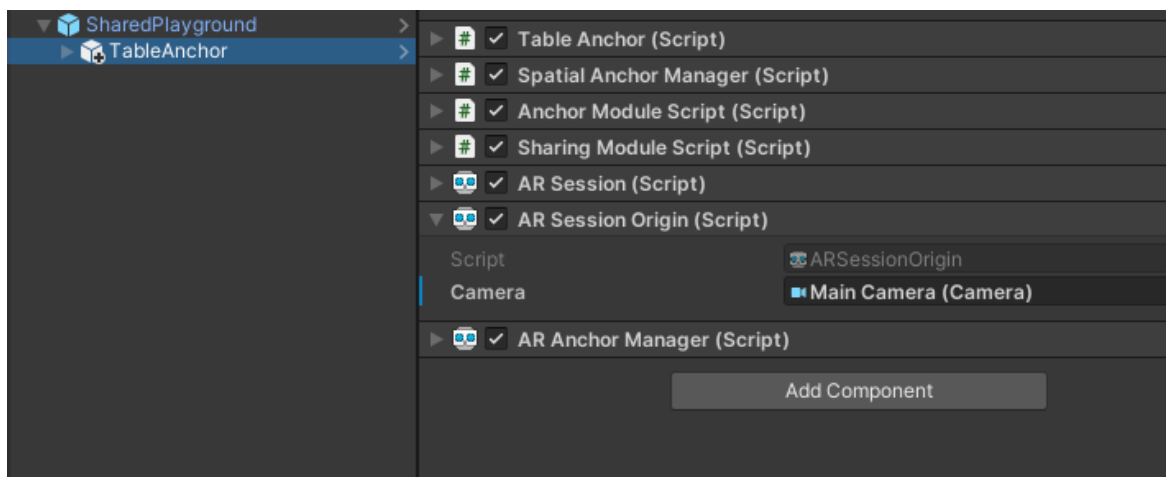 SharedPlayground
TableAnchor
# Table Anchor (Script)
# Spatial Anchor Manager (Script)
# Anchor Module Script (Script)
# Sharing Module Script (Script)
AR Session (Script)
AR Session Origin (Script)
Script ARSessionOrigin
Camera Main Camera (Camera)
AR Anchor Manager (Script)
Add Component